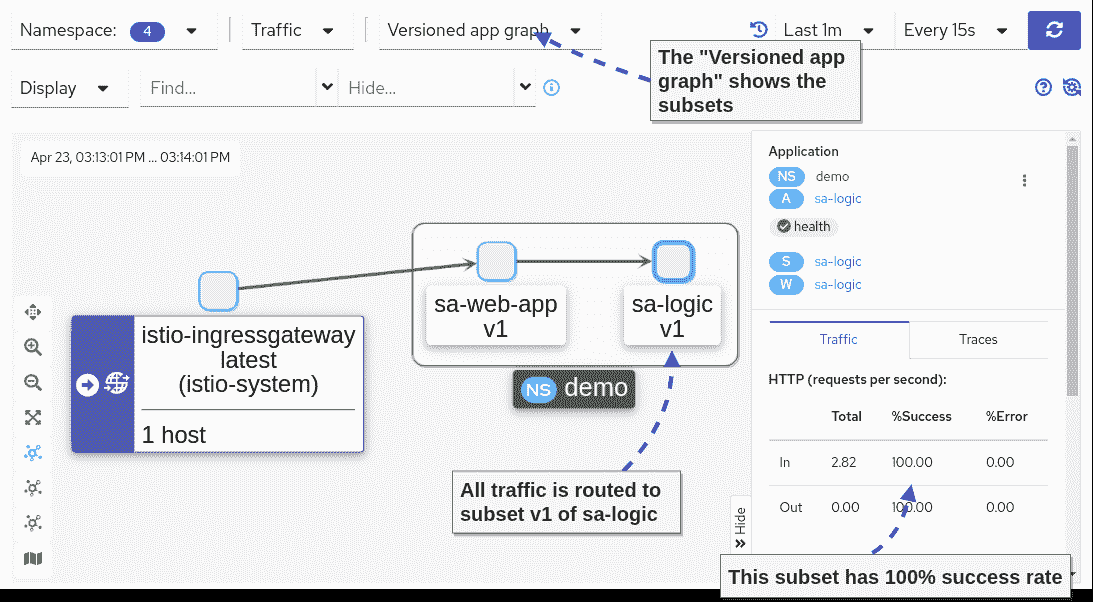 Namespace: 4
Traffic
Versioned app graph
Last 1m
Every 15s
The "Versioned app
graph" shows the
subsets
Display
Find...
Hide...
Apr 23, 03:13:01 PM ... 03:14:01 PM
istio-ingressgateway
latest
(istio-system)
1 host
sa-web-app
v1
sa-logic
v1
NS demo
All traffic is routed to
subset v1 of sa-logic
Hide
Application
NS demo
A sa-logic
health
S sa-logic
W sa-logic
Traffic Traces
HTTP (requests per second):
Total %Success %Error
In 2.82 100.00 0.00
Out 0.00 100.00 0.00
This subset has 100% success rate